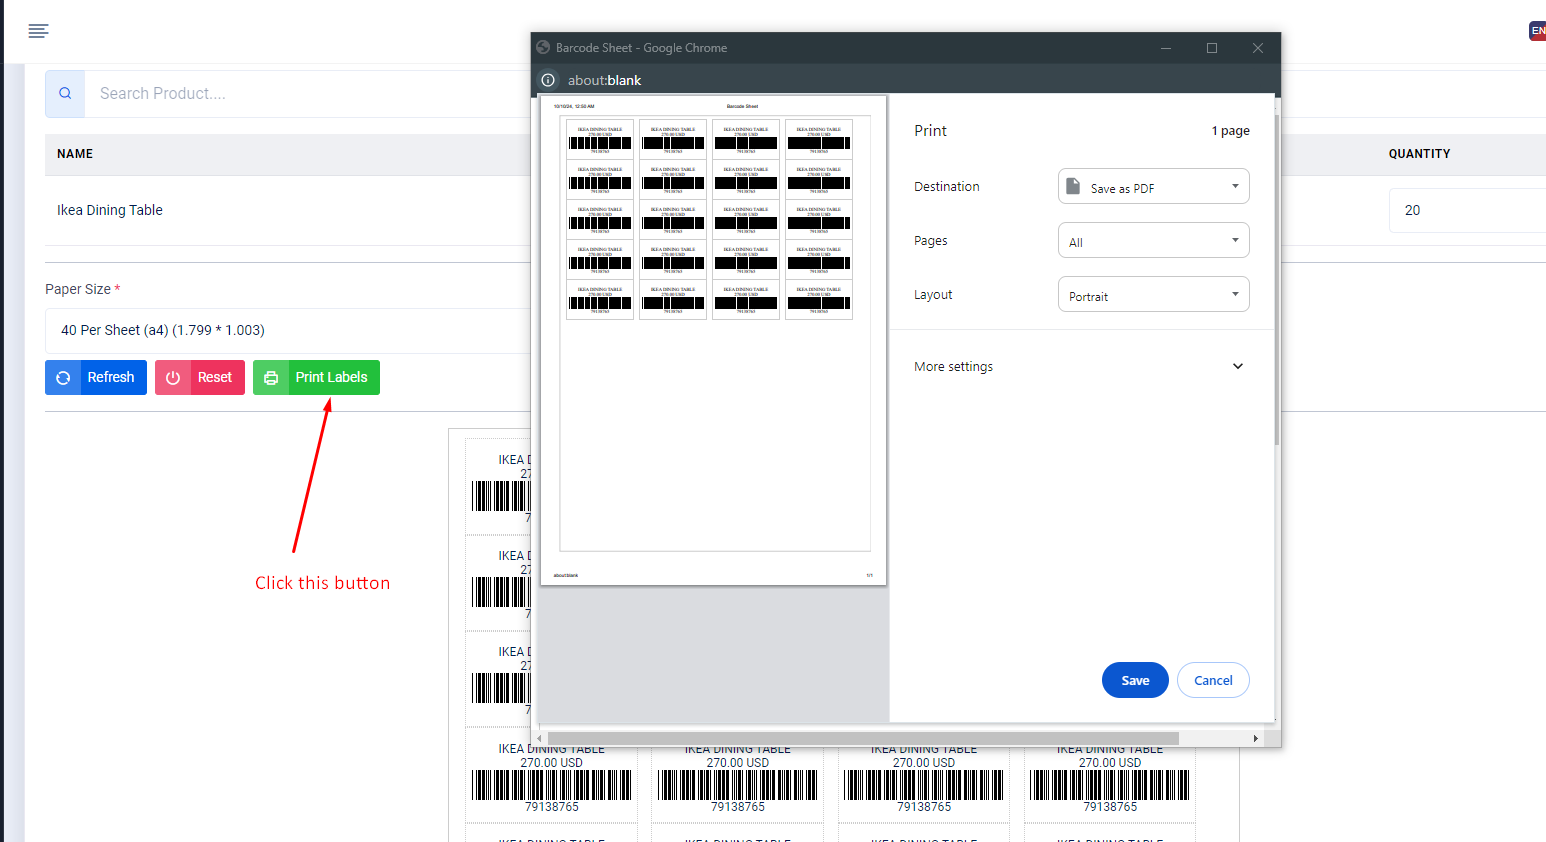 EN
Search Product....
NAME
QUANTITY
Ikea Dining Table
20
Paper Size *
40 Per Sheet (a4) (1.799 * 1.003)
Refresh
Reset
Print Labels
Click this button
Barcode Sheet - Google Chrome
about:blank
10/10/24, 12:50 AM
Barcode Sheet
IKEA DINING TABLE IKEA DINING TABLE IKEA DINING TABLE IKEA DINING TABLE
270.00 USD 270.00 USD 270.00 USD 270.00 USD
79138765 79138765 79138765 79138765
IKEA DINING TABLE IKEA DINING TABLE IKEA DINING TABLE IKEA DINING TABLE
270.00 USD 270.00 USD 270.00 USD 270.00 USD
79138765 79138765 79138765 79138765
IKEA DINING TABLE IKEA DINING TABLE IKEA DINING TABLE IKEA DINING TABLE
270.00 USD 270.00 USD 270.00 USD 270.00 USD
79138765 79138765 79138765 79138765
IKEA DINING TABLE IKEA DINING TABLE IKEA DINING TABLE IKEA DINING TABLE
270.00 USD 270.00 USD 270.00 USD 270.00 USD
79138765 79138765 79138765 79138765
IKEA DINING TABLE IKEA DINING TABLE IKEA DINING TABLE IKEA DINING TABLE
270.00 USD 270.00 USD 270.00 USD 270.00 USD
79138765 79138765 79138765 79138765
about:blank
1/1
Print
1 page
Destination
Save as PDF
Pages
All
Layout
Portrait
More settings
Save
Cancel
IKEA D
27
7
IKEA D
27
7
IKEA D
27
7
IKEA DINING TABLE IKEA DINING TABLE IKEA DINING TABLE IKEA DINING TABLE
270.00 USD 270.00 USD 270.00 USD 270.00 USD
79138765 79138765 79138765 79138765
IKEA DINING TABLE IKEA DINING TABLE IKEA DINING TABLE IKEA DINING TABLE